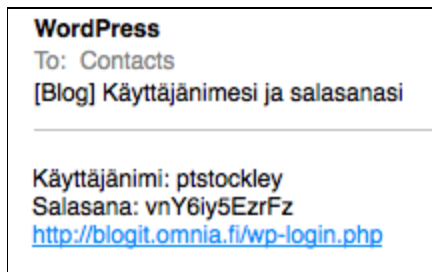 WordPress
To: Contacts
[Blog] Käyttäjänimesi ja salasanasi
Käyttäjänimi: ptstockley
Salasana: vnY6iy5EzrFz
http://blogit.omnia.fi/wp-login.php